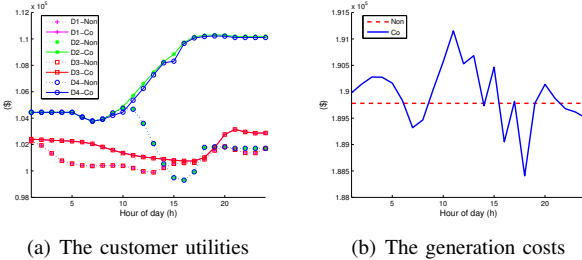 x 10^5
1.12
1.1
1.08
1.06
1.04
1.02
1
0.98
($)
D1−Non
D1−Co
D2−Non
D2−Co
D3−Non
D3−Co
D4−Non
D4−Co
5 10 15 20
Hour of day (h)
(a) The customer utilities
x 10^5
1.915
1.91
1.905
1.9
1.895
1.89
1.885
1.88
($)
Non
Co
5 10 15 20
Hour of day (h)
(b) The generation costs